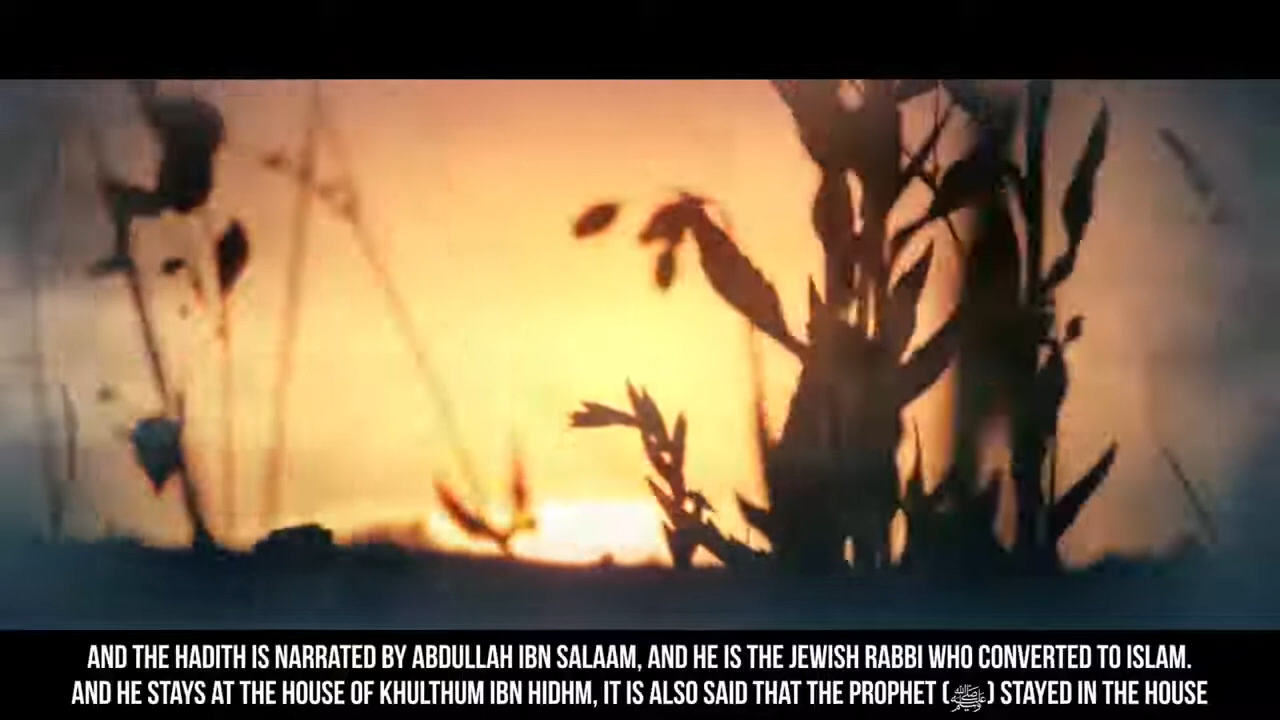 AND THE HADITH IS NARRATED BY ABDULLAH IBN SALAAM, AND HE IS THE JEWISH RABBI WHO CONVERTED TO ISLAM.
AND HE STAYS AT THE HOUSE OF KHULTHUM IBN HIDHM, IT IS ALSO SAID THAT THE PROPHET (ﷺ) STAYED IN THE HOUSE